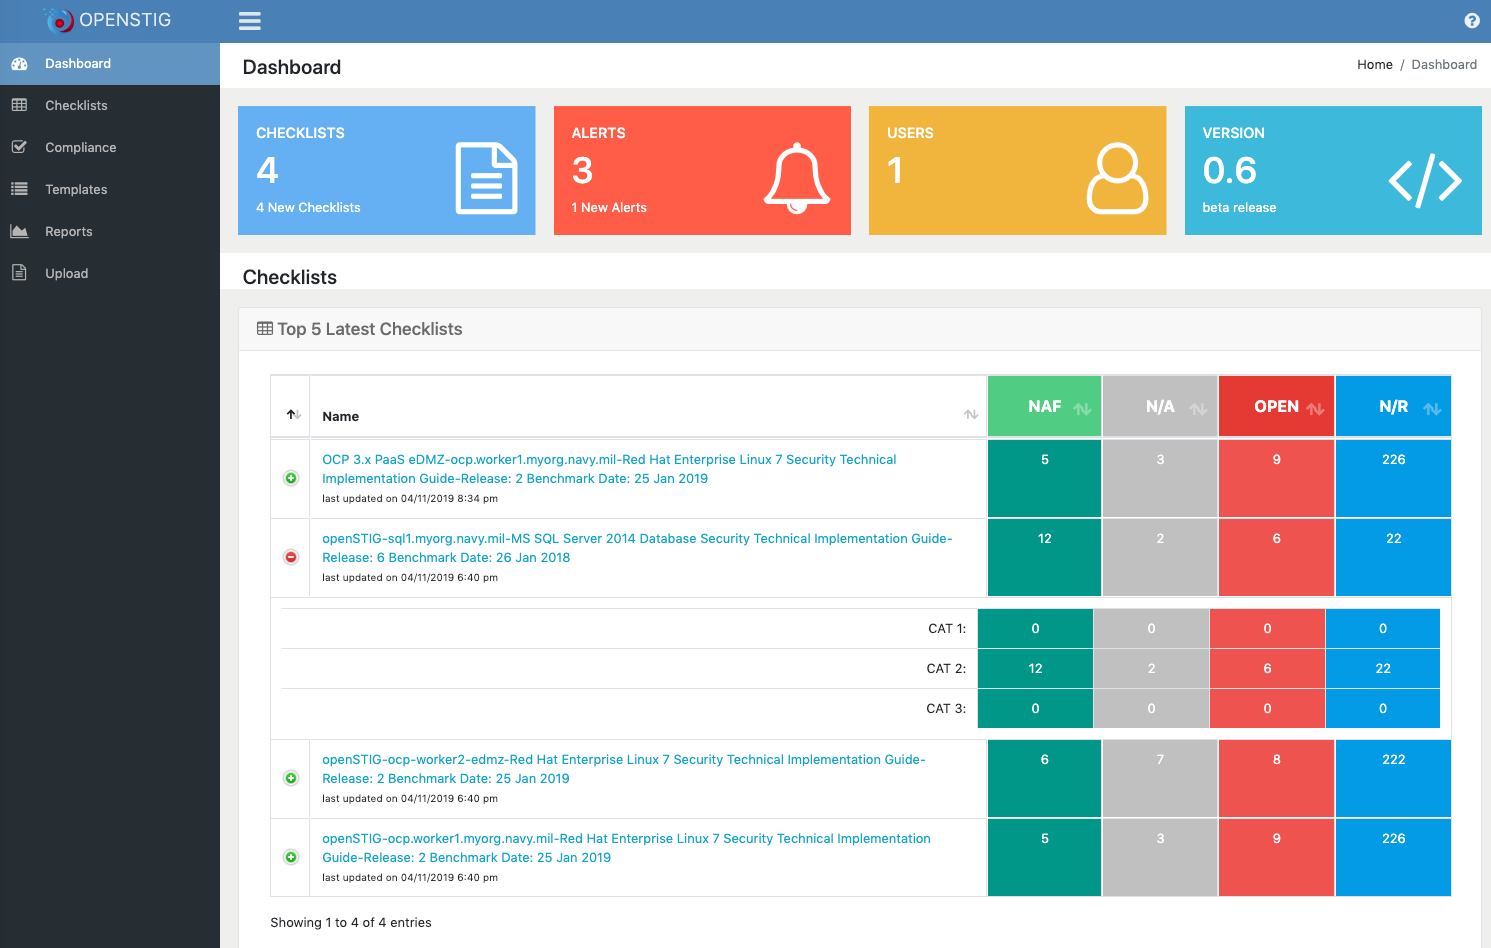 OPENSTIG
Dashboard
Checklists
Compliance
Templates
Reports
Upload
Dashboard
Home / Dashboard
CHECKLISTS
4
4 New Checklists
ALERTS
3
1 New Alerts
USERS
1
VERSION
0.6
beta release
Checklists
Top 5 Latest Checklists
Name NAF N/A OPEN N/R
OCP 3.x PaaS eDMZ-ocp.worker1.myorg.navy.mil-Red Hat Enterprise Linux 7 Security Technical 5 3 9 226
Implementation Guide-Release: 2 Benchmark Date: 25 Jan 2019
last updated on 04/11/2019 8:34 pm
openSTIG-sql1.myorg.navy.mil-MS SQL Server 2014 Database Security Technical Implementation Guide- 12 2 6 22
Release: 6 Benchmark Date: 26 Jan 2018
last updated on 04/11/2019 6:40 pm
CAT 1: 0 0 0 0
CAT 2: 12 2 6 22
CAT 3: 0 0 0 0
openSTIG-ocp-worker2-edmz-Red Hat Enterprise Linux 7 Security Technical Implementation Guide- 6 7 8 222
Release: 2 Benchmark Date: 25 Jan 2019
last updated on 04/11/2019 6:40 pm
openSTIG-ocp.worker1.myorg.navy.mil-Red Hat Enterprise Linux 7 Security Technical Implementation 5 3 9 226
Guide-Release: 2 Benchmark Date: 25 Jan 2019
last updated on 04/11/2019 6:40 pm
Showing 1 to 4 of 4 entries